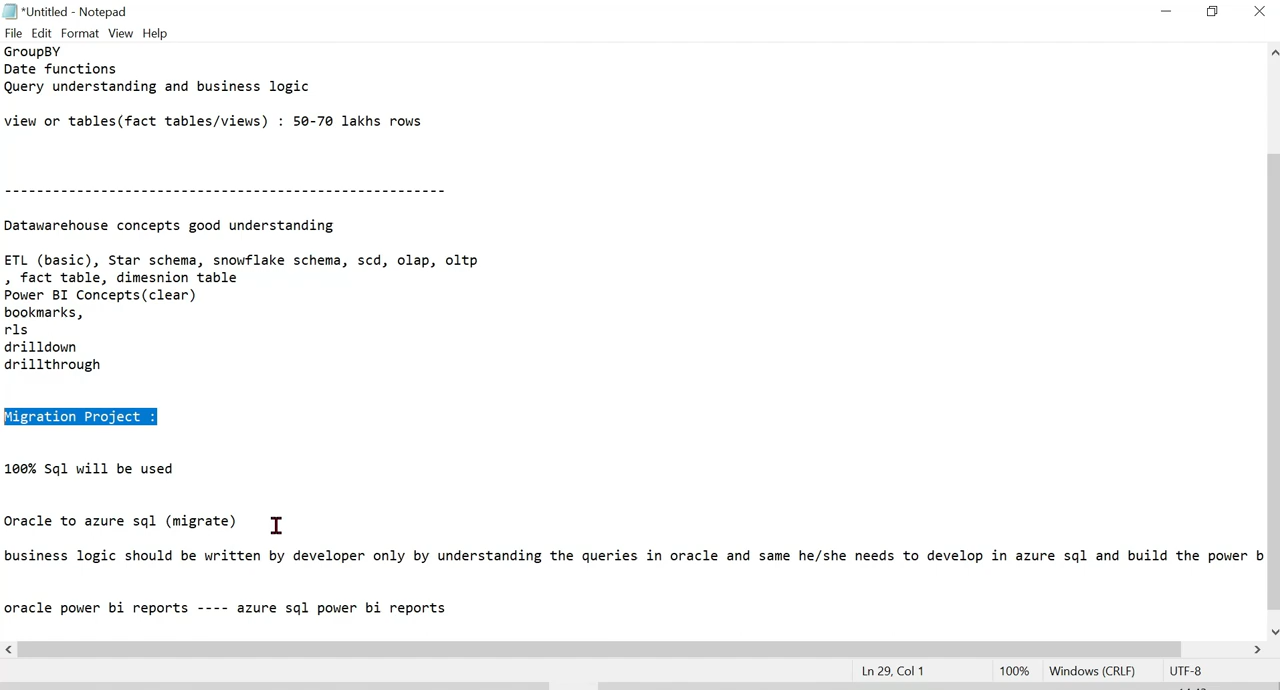 *Untitled - Notepad
File Edit Format View Help
GroupBY
Date functions
Query understanding and business logic
view or tables(fact tables/views) : 50-70 lakhs rows
-------------------------------------------------------
Datawarehouse concepts good understanding
ETL (basic), Star schema, snowflake schema, scd, olap, oltp
, fact table, dimesnion table
Power BI Concepts(clear)
bookmarks,
rls
drilldown
drillthrough
Migration Project :
100% Sql will be used
Oracle to azure sql (migrate)
business logic should be written by developer only by understanding the queries in oracle and same he/she needs to develop in azure sql and build the power b
oracle power bi reports ---- azure sql power bi reports
Ln 29, Col 1 100% Windows (CRLF) UTF-8